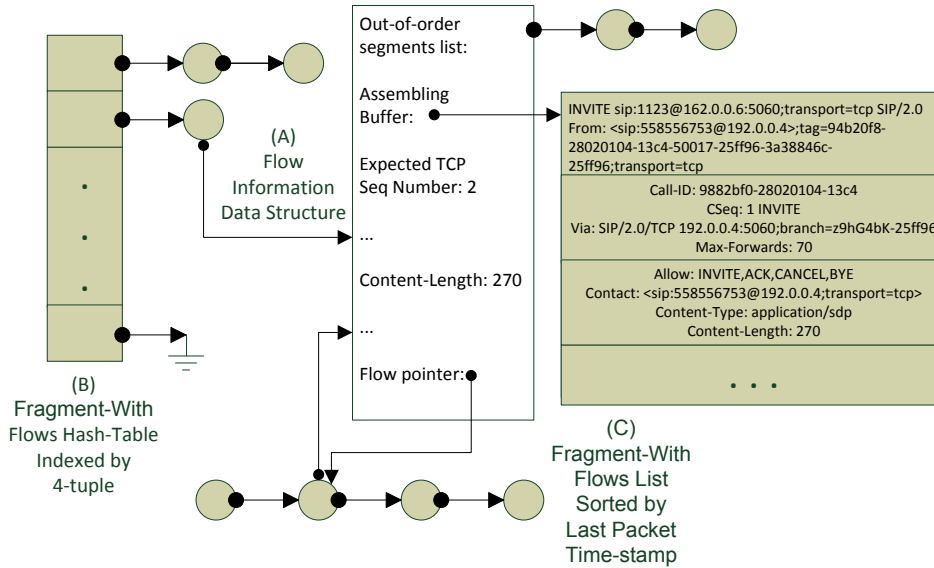 Out-of-order
segments list:
Assembling
Buffer:
Expected TCP
Seq Number: 2
...
Content-Length: 270
...
Flow pointer:
(A)
Flow
Information
Data Structure
INVITE sip:1123@162.0.0.6:5060;transport=tcp SIP/2.0
From: <sip:558556753@192.0.0.4>;tag=94b20f8-
28020104-13c4-50017-25ff96-3a38846c-
25ff96;transport=tcp
Call-ID: 9882bf0-28020104-13c4
CSeq: 1 INVITE
Via: SIP/2.0/TCP 192.0.0.4:5060;branch=z9hG4bK-25ff96
Max-Forwards: 70
Allow: INVITE,ACK,CANCEL,BYE
Contact: <sip:558556753@192.0.0.4;transport=tcp>
Content-Type: application/sdp
Content-Length: 270
. . .
(B)
Fragment-With
Flows Hash-Table
Indexed by
4-tuple
(C)
Fragment-With
Flows List
Sorted by
Last Packet
Time-stamp